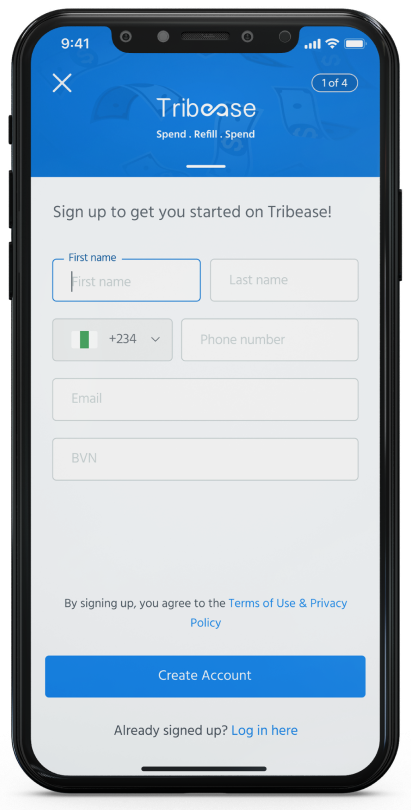 9:41
1 of 4
Tribease
Spend . Refill . Spend
Sign up to get you started on Tribease!
First name
First name
Last name
+234
Phone number
Email
BVN
By signing up, you agree to the Terms of Use & Privacy
Policy
Create Account
Already signed up? Log in here